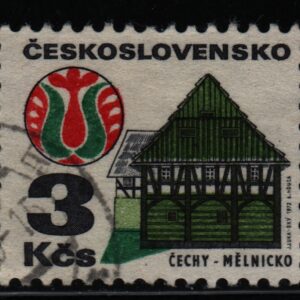 ČESKOSLOVENSKO
3
Kčs
ČECHY - MĚLNICKO